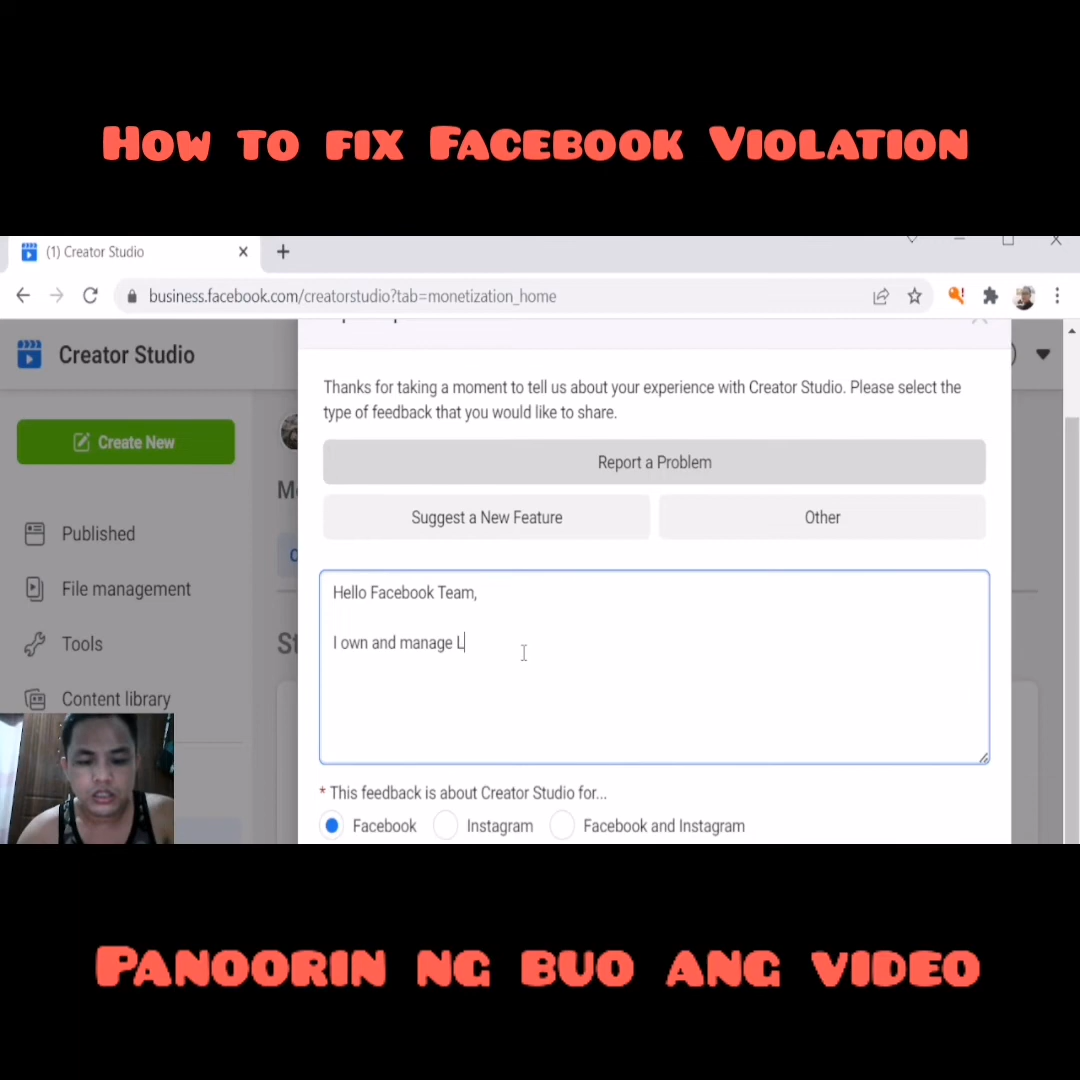 How to fix Facebook Violation
(1) Creator Studio
business.facebook.com/creatorstudio?tab=monetization_home
Creator Studio
Thanks for taking a moment to tell us about your experience with Creator Studio. Please select the
type of feedback that you would like to share.
Create New
Report a Problem
Suggest a New Feature
Other
Published
File management
Tools
Content library
Hello Facebook Team,
I own and manage L
* This feedback is about Creator Studio for...
Facebook
Instagram
Facebook and Instagram
Panoorin ng buo ang video